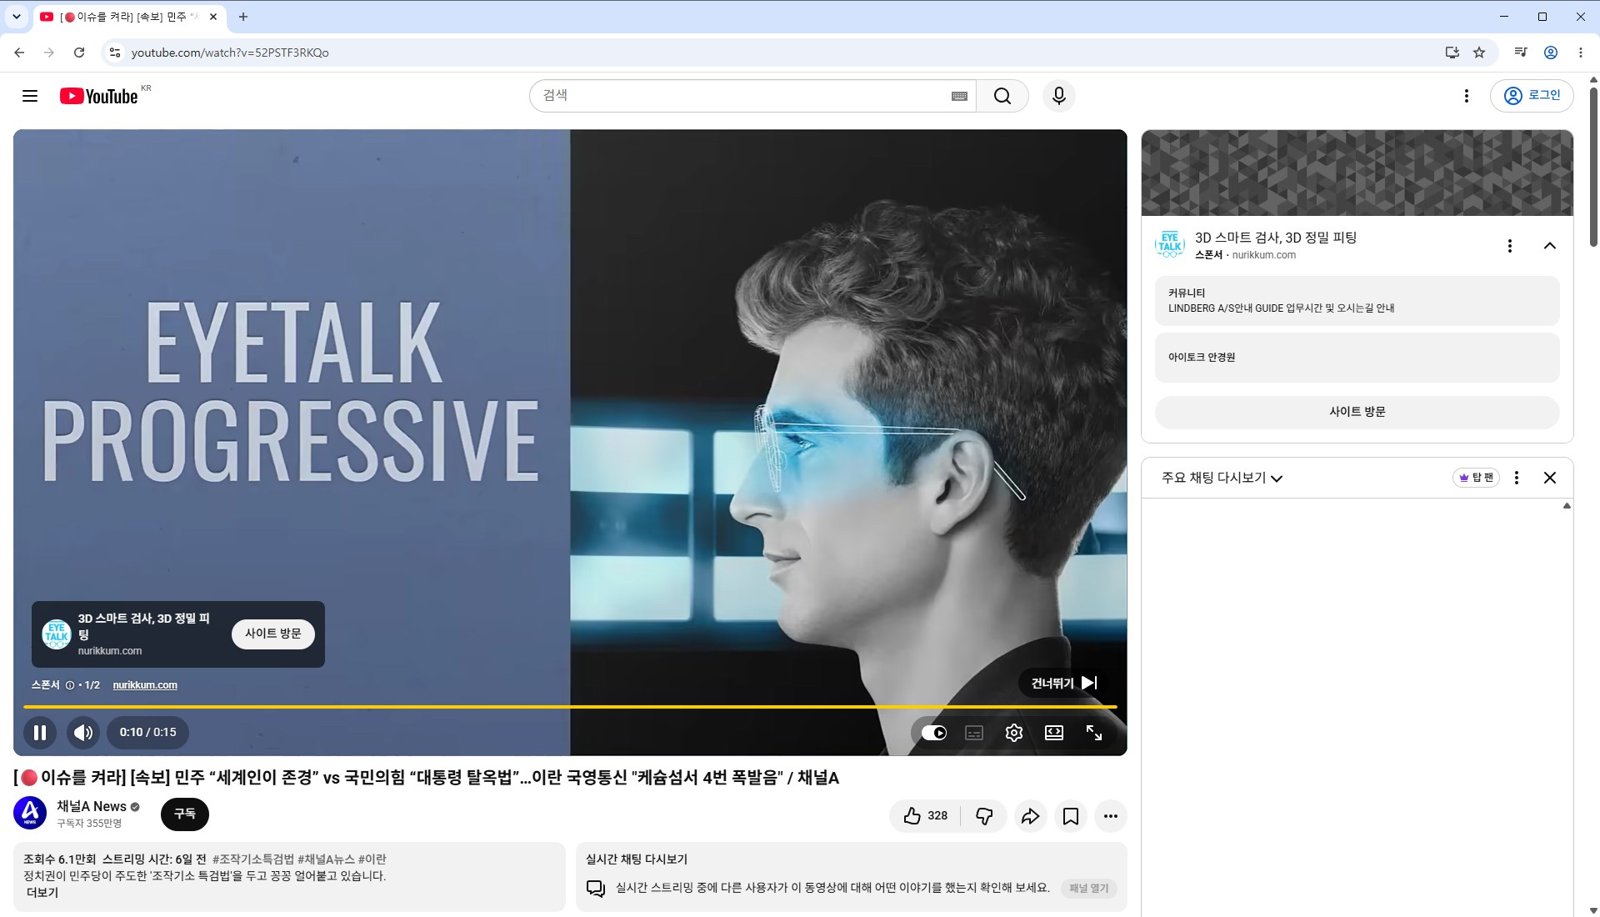 [🔴이슈를 켜라] [속보] 민주 “
youtube.com/watch?v=52PSTF3RKQo
YouTube KR
검색
로그인
EYETALK
PROGRESSIVE
EYE
TALK
3D 스마트 검사, 3D 정밀 피
팅
nurikkum.com
사이트 방문
스폰서 • 1/2 nurikkum.com
건너뛰기
0:10 / 0:15
[🔴이슈를 켜라] [속보] 민주 “세계인이 존경” vs 국민의힘 “대통령 탈옥법”...이란 국영통신 "케슘섬서 4번 폭발음" / 채널A
NEWS
채널A News
구독자 355만명
구독
328
조회수 6.1만회 스트리밍 시간: 6일 전 #조작기소특검법 #채널A뉴스 #이란
정치권이 민주당이 주도한 '조작기소 특검법'을 두고 꽁꽁 얼어붙고 있습니다.
더보기
실시간 채팅 다시보기
실시간 스트리밍 중에 다른 사용자가 이 동영상에 대해 어떤 이야기를 했는지 확인해 보세요.
패널 열기
EYE
TALK
3D 스마트 검사, 3D 정밀 피팅
스폰서 · nurikkum.com
커뮤니티
LINDBERG A/S안내 GUIDE 업무시간 및 오시는길 안내
아이토크 안경원
사이트 방문
주요 채팅 다시보기
탑 팬